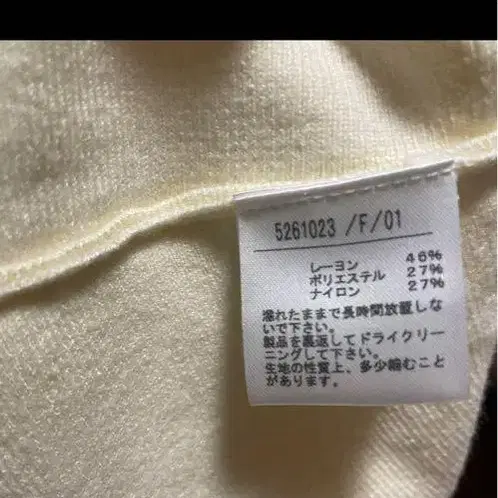 5261023 /F/01
レーヨン 46%
ポリエステル 27%
ナイロン 27%
濡れたままで長時間放置しな
いで下さい。
製品を裏返してドライクリー
ニングして下さい。
生地の性質上、多少縮むこと
があります。